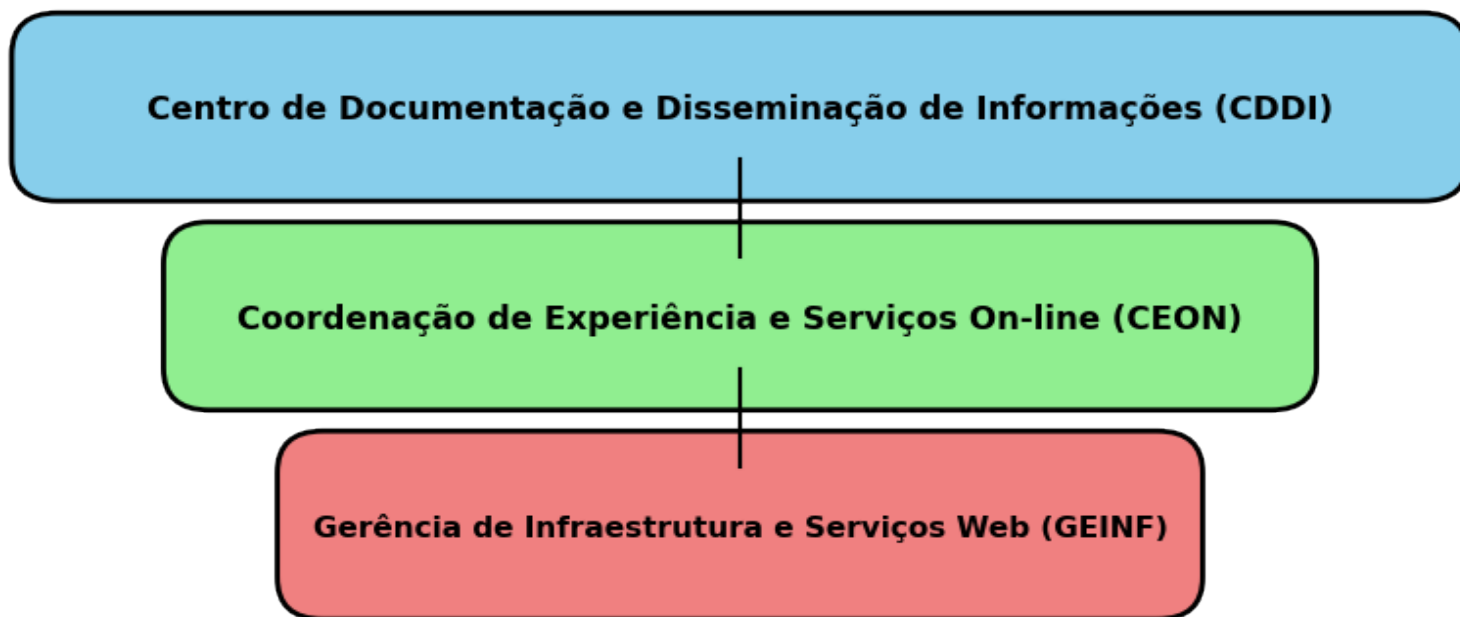 Centro de Documentação e Disseminação de Informações (CDDI)
Coordenação de Experiência e Serviços On-line (CEON)
Gerência de Infraestrutura e Serviços Web (GEINF)